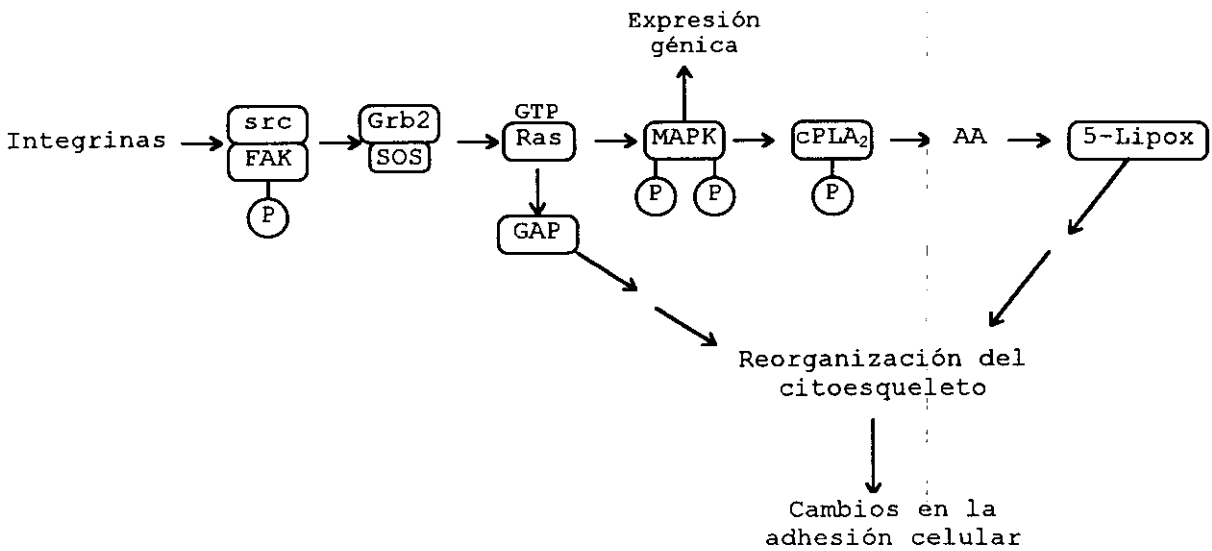 Expresión
génica
Integrinas
src
FAK
P
Grb2
SOS
GTP
Ras
GAP
MAPK
P
P
cPLA₂
P
AA
5-Lipox
Reorganización del
citoesqueleto
Cambios en la
adhesión celular